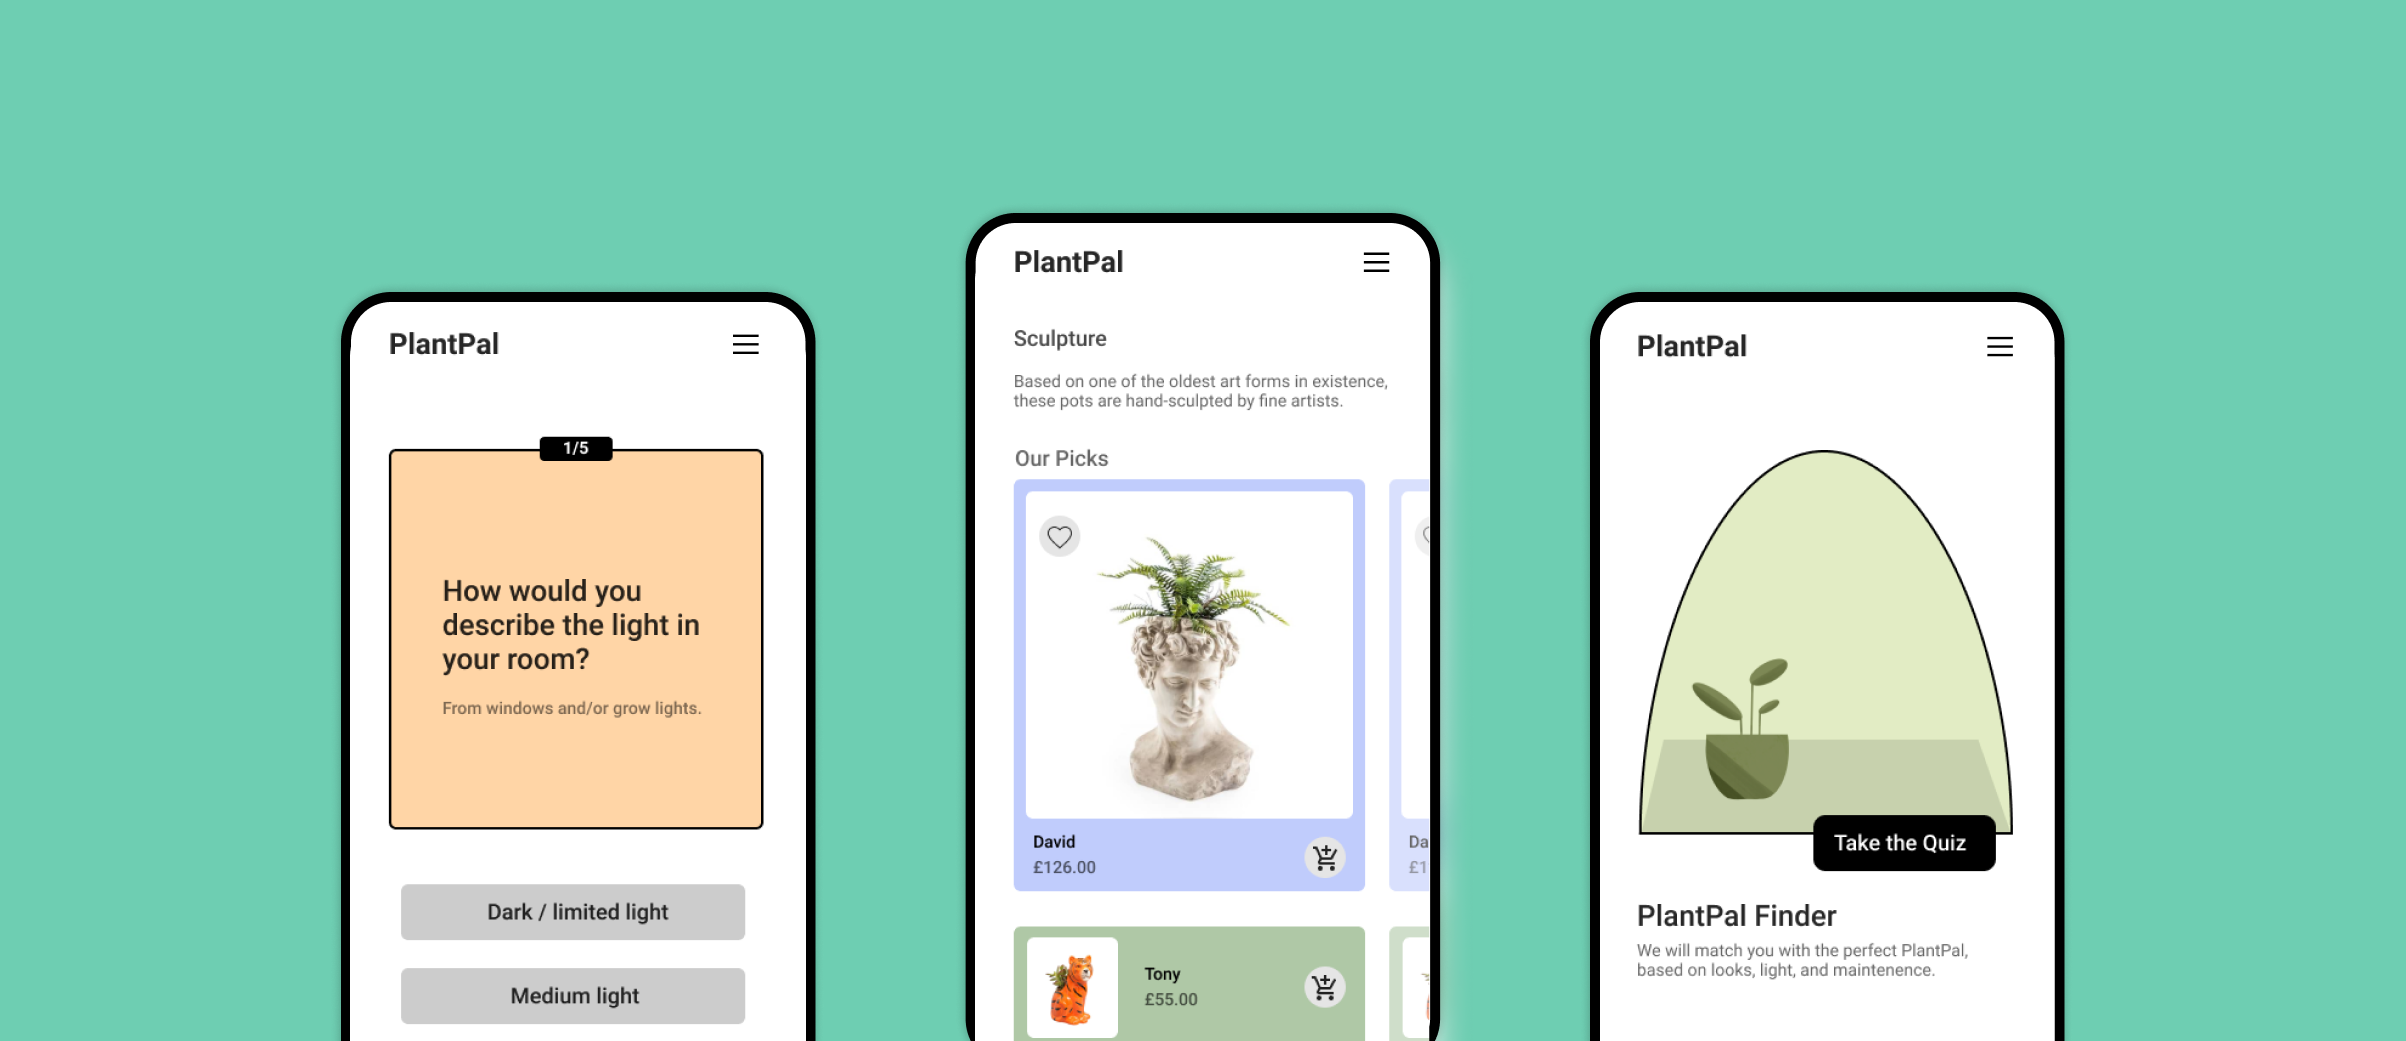 PlantPal
1/5
How would you
describe the light in
your room?
From windows and/or grow lights.
Dark / limited light
Medium light
PlantPal
Sculpture
Based on one of the oldest art forms in existence,
these pots are hand-sculpted by fine artists.
Our Picks
David
£126.00
Da
£1
Tony
£55.00
PlantPal
Take the Quiz
PlantPal Finder
We will match you with the perfect PlantPal,
based on looks, light, and maintenence.